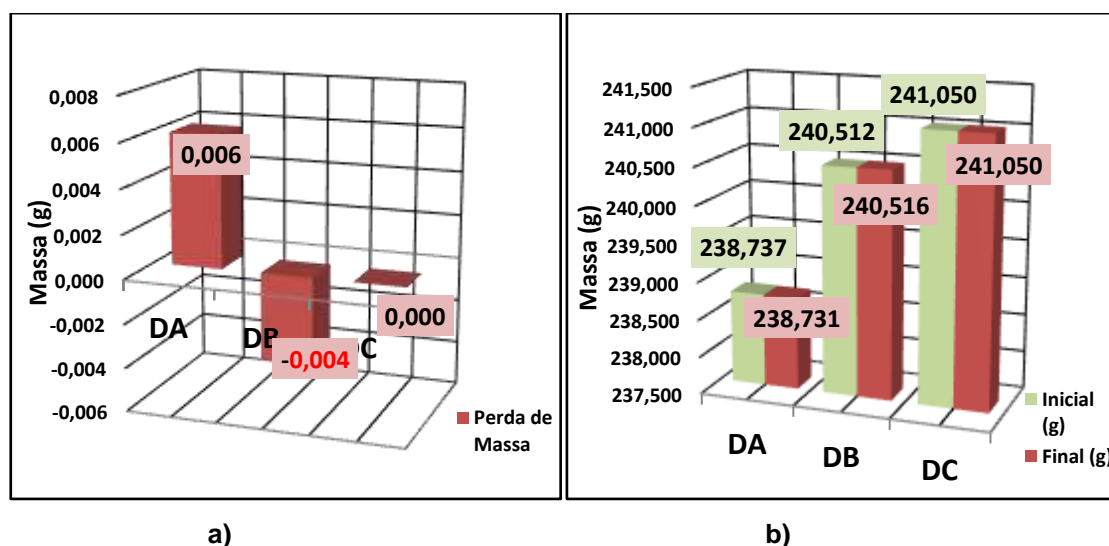 0,008
0,006
0,004
0,002
0,000
-0,002
-0,004
-0,006
Massa (g)
0,006
-0,004
0,000
DA
DB
DC
Perda de
Massa
a)
241,500
241,000
240,500
240,000
239,500
239,000
238,500
238,000
237,500
Massa (g)
238,737
240,512
241,050
238,731
240,516
241,050
DA
DB
DC
Inicial
(g)
Final (g)
b)